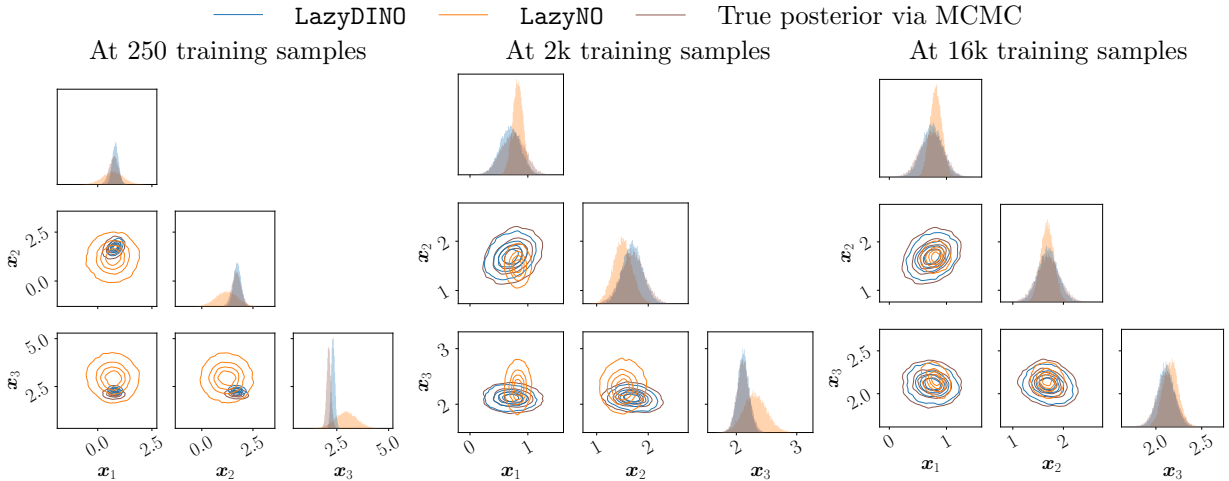 LazyDINO LazyNO True posterior via MCMC
At 250 training samples At 2k training samples At 16k training samples
x₂ 2.5 0.0
x₂ 2 1
x₂ 2 1
x₃ 5.0 2.5
x₃ 3 2
x₃ 2.5 2.0
0.0 2.5 0.0 2.5 2.5 5.0
0 1 1 2 2 3
0 1 1 2 2.0 2.5
x₁ x₂ x₃ x₁ x₂ x₃ x₁ x₂ x₃